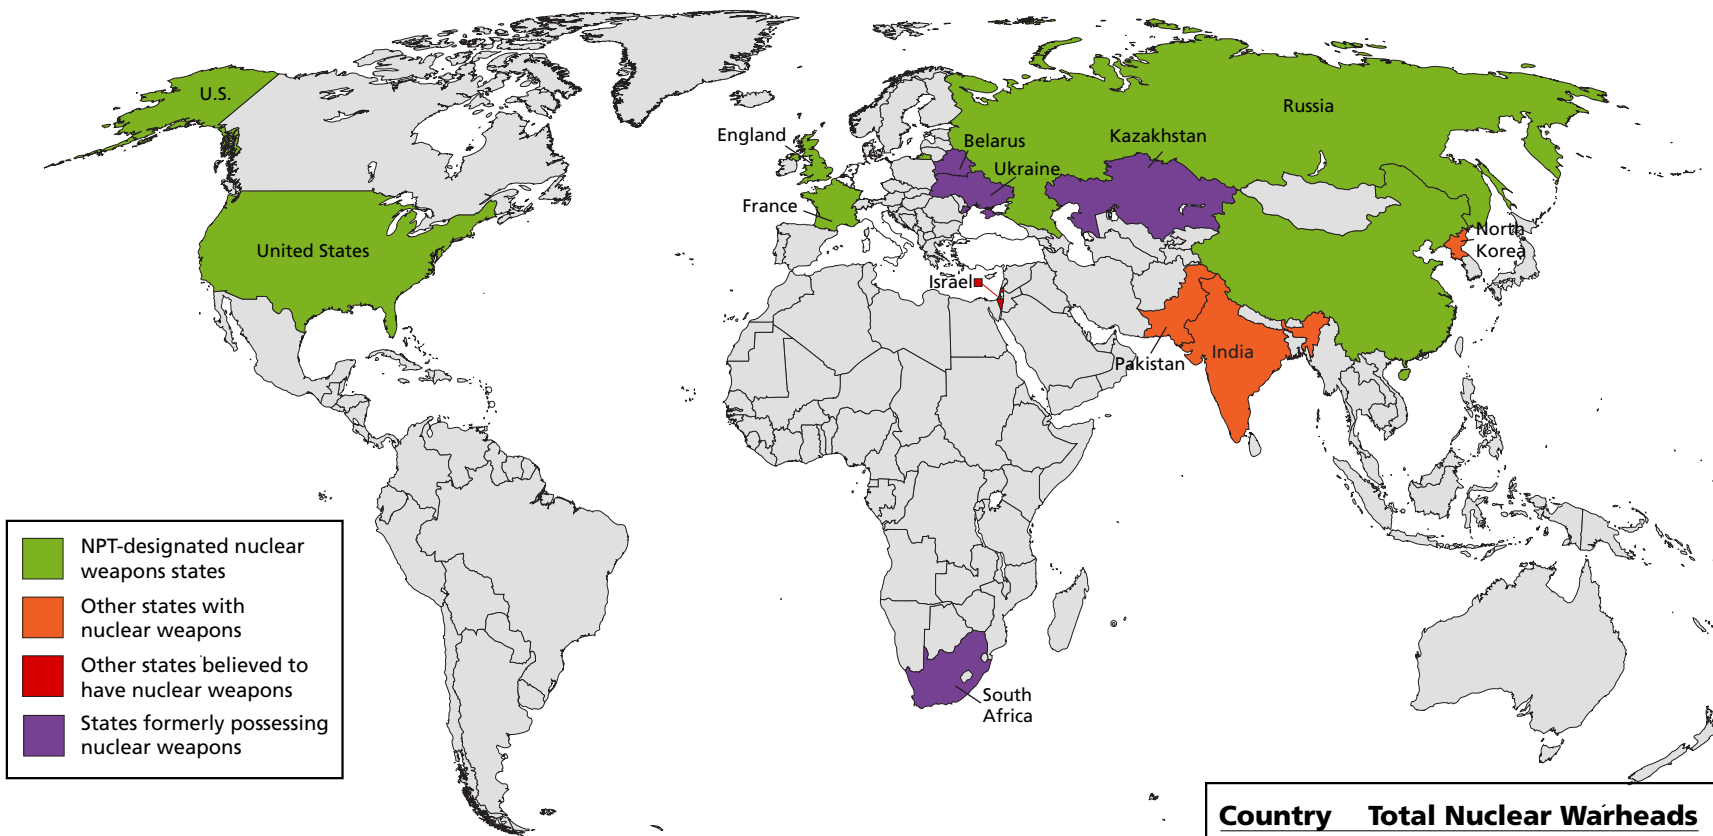 U.S.
Russia
England
Belarus
Kazakhstan
Ukraine
France
United States
North
Korea
Israel
Pakistan
India
South
Africa
NPT-designated nuclear
weapons states
Other states with
nuclear weapons
Other states believed to
have nuclear weapons
States formerly possessing
nuclear weapons
Country Total Nuclear Warheads